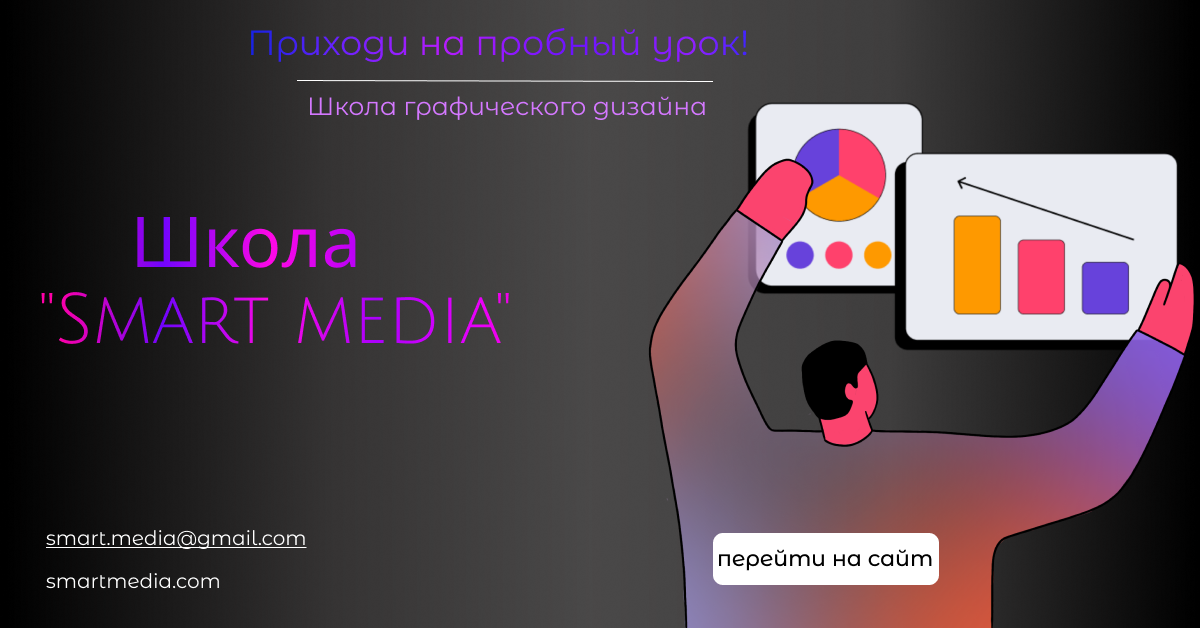 Приходи на пробный урок!
Школа графического дизайна
Школа
"Smart media"
smart.media@gmail.com
smartmedia.com
перейти на сайт